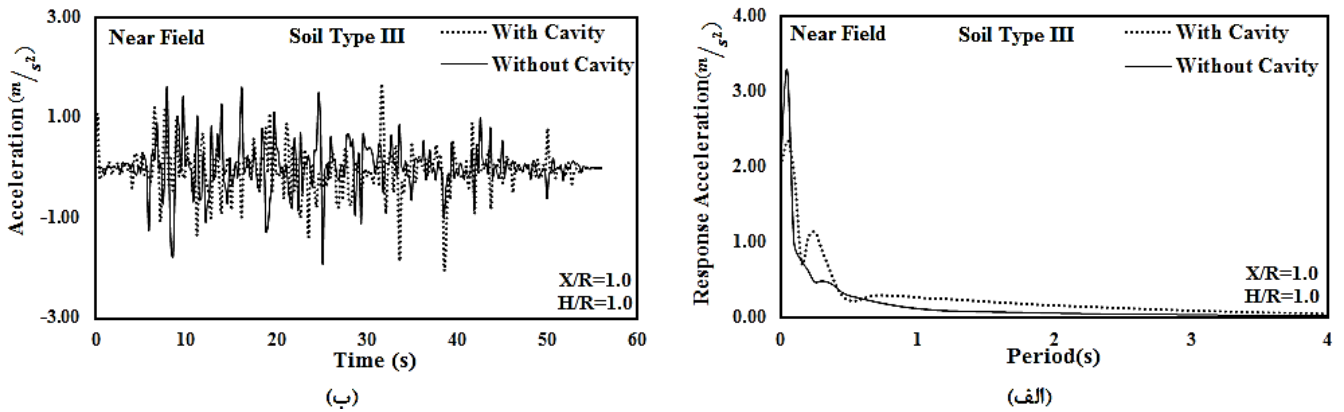 3.00
1.00
-1.00
-3.00
Acceleration (m/s²)
Near Field
Soil Type III
With Cavity
Without Cavity
X/R=1.0
H/R=1.0
0 10 20 30 40 50 60
Time (s)
(ب)
4.00
3.00
2.00
1.00
0.00
Response Acceleration(m/s²)
Near Field
Soil Type III
With Cavity
Without Cavity
X/R=1.0
H/R=1.0
0 1 2 3 4
Period(s)
(الف)